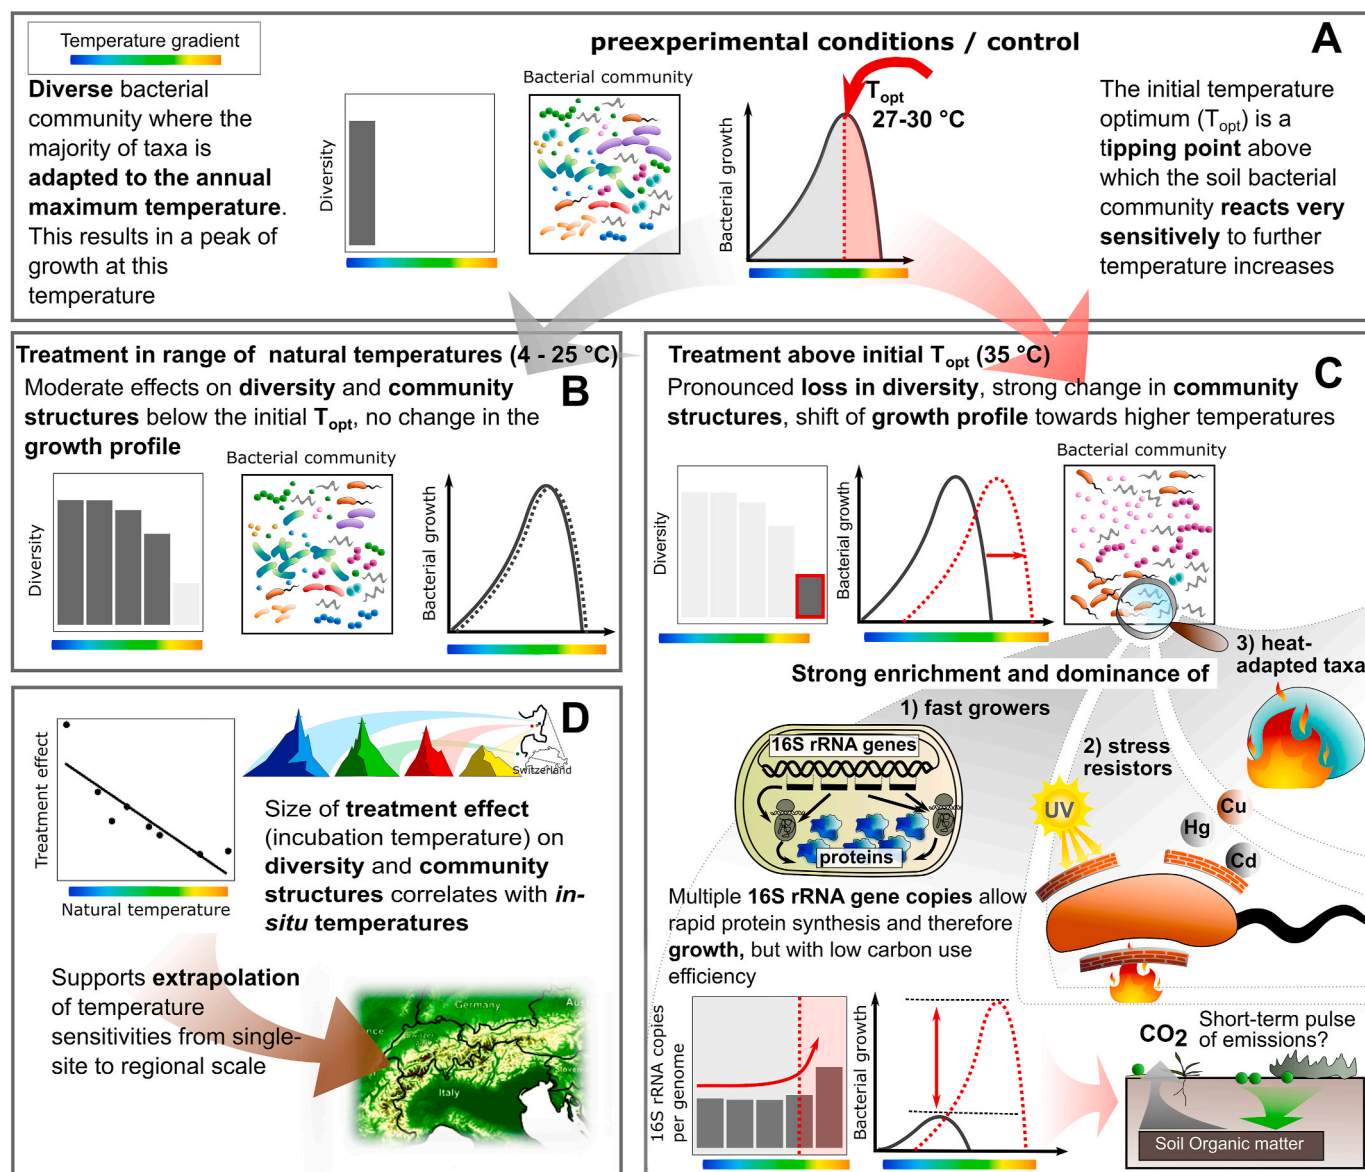 Temperature gradient
preexperimental conditions / control
A
Diverse bacterial
community where the
majority of taxa is
adapted to the annual
maximum temperature.
This results in a peak of
growth at this
temperature
Diversity
Bacterial community
Bacterial growth
Topt
27-30 °C
The initial temperature
optimum (Topt) is a
tipping point above
which the soil bacterial
community reacts very
sensitively to further
temperature increases
Treatment in range of natural temperatures (4 - 25 °C)
B
Moderate effects on diversity and community
structures below the initial Topt, no change in the
growth profile
Bacterial community
Diversity
Bacterial growth
Treatment above initial Topt (35 °C)
C
Pronounced loss in diversity, strong change in community
structures, shift of growth profile towards higher temperatures
Bacterial community
Diversity
Bacterial growth
Strong enrichment and dominance of
1) fast growers
2) stress
resistors
3) heat-
adapted taxa
16S rRNA genes
proteins
UV
Cu
Hg
Cd
Multiple 16S rRNA gene copies allow
rapid protein synthesis and therefore
growth, but with low carbon use
efficiency
16S rRNA copies
per genome
Bacterial growth
CO2
Short-term pulse
of emissions?
Soil Organic matter
D
Treatment effect
Natural temperature
Switzerland
Size of treatment effect
(incubation temperature) on
diversity and community
structures correlates with in-
situ temperatures
Supports extrapolation
of temperature
sensitivities from single-
site to regional scale
Germany
Italy